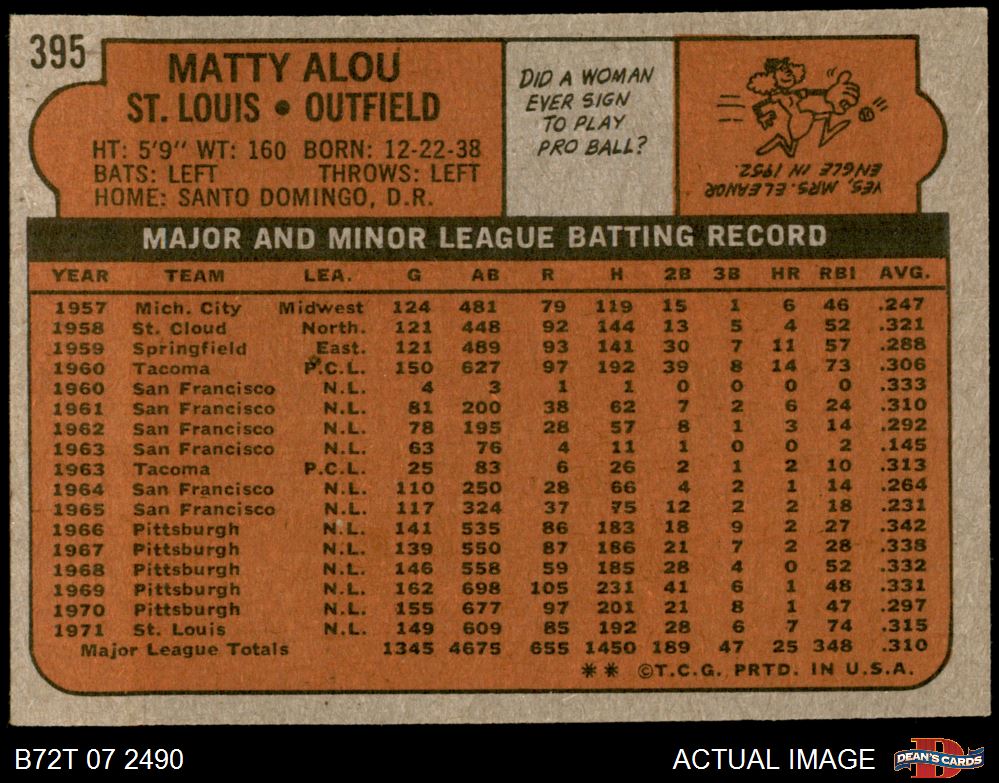 395
MATTY ALOU
ST. LOUIS • OUTFIELD
HT: 5'9" WT: 160 BORN: 12-22-38
BATS: LEFT THROWS: LEFT
HOME: SANTO DOMINGO, D.R.
DID A WOMAN
EVER SIGN
TO PLAY
PRO BALL?
YES, MRS. ELEANOR
ENGLE IN 1952.
MAJOR AND MINOR LEAGUE BATTING RECORD
YEAR TEAM LEA. G AB R H 2B 3B HR RBI AVG.
1957 Mich. City Midwest 124 481 79 119 15 1 6 46 .247
1958 St. Cloud North. 121 448 92 144 13 5 4 52 .321
1959 Springfield East. 121 489 93 141 30 7 11 57 .288
1960 Tacoma P.C.L. 150 627 97 192 39 8 14 73 .306
1960 San Francisco N.L. 4 3 1 1 0 0 0 0 .333
1961 San Francisco N.L. 81 200 38 62 7 2 6 24 .310
1962 San Francisco N.L. 78 195 28 57 8 1 3 14 .292
1963 San Francisco N.L. 63 76 4 11 1 0 0 2 .145
1963 Tacoma P.C.L. 25 83 6 26 2 1 2 10 .313
1964 San Francisco N.L. 110 250 28 66 4 2 1 14 .264
1965 San Francisco N.L. 117 324 37 75 12 2 2 18 .231
1966 Pittsburgh N.L. 141 535 86 183 18 9 2 27 .342
1967 Pittsburgh N.L. 139 550 87 186 21 7 2 28 .338
1968 Pittsburgh N.L. 146 558 59 185 28 4 0 52 .332
1969 Pittsburgh N.L. 162 698 105 231 41 6 1 48 .331
1970 Pittsburgh N.L. 155 677 97 201 21 8 1 47 .297
1971 St. Louis N.L. 149 609 85 192 28 6 7 74 .315
Major League Totals 1345 4675 655 1450 189 47 25 348 .310
** ©T.C.G. PRTD. IN U.S.A.
B72T 07 2490
ACTUAL IMAGE
DEAN'S CARDS